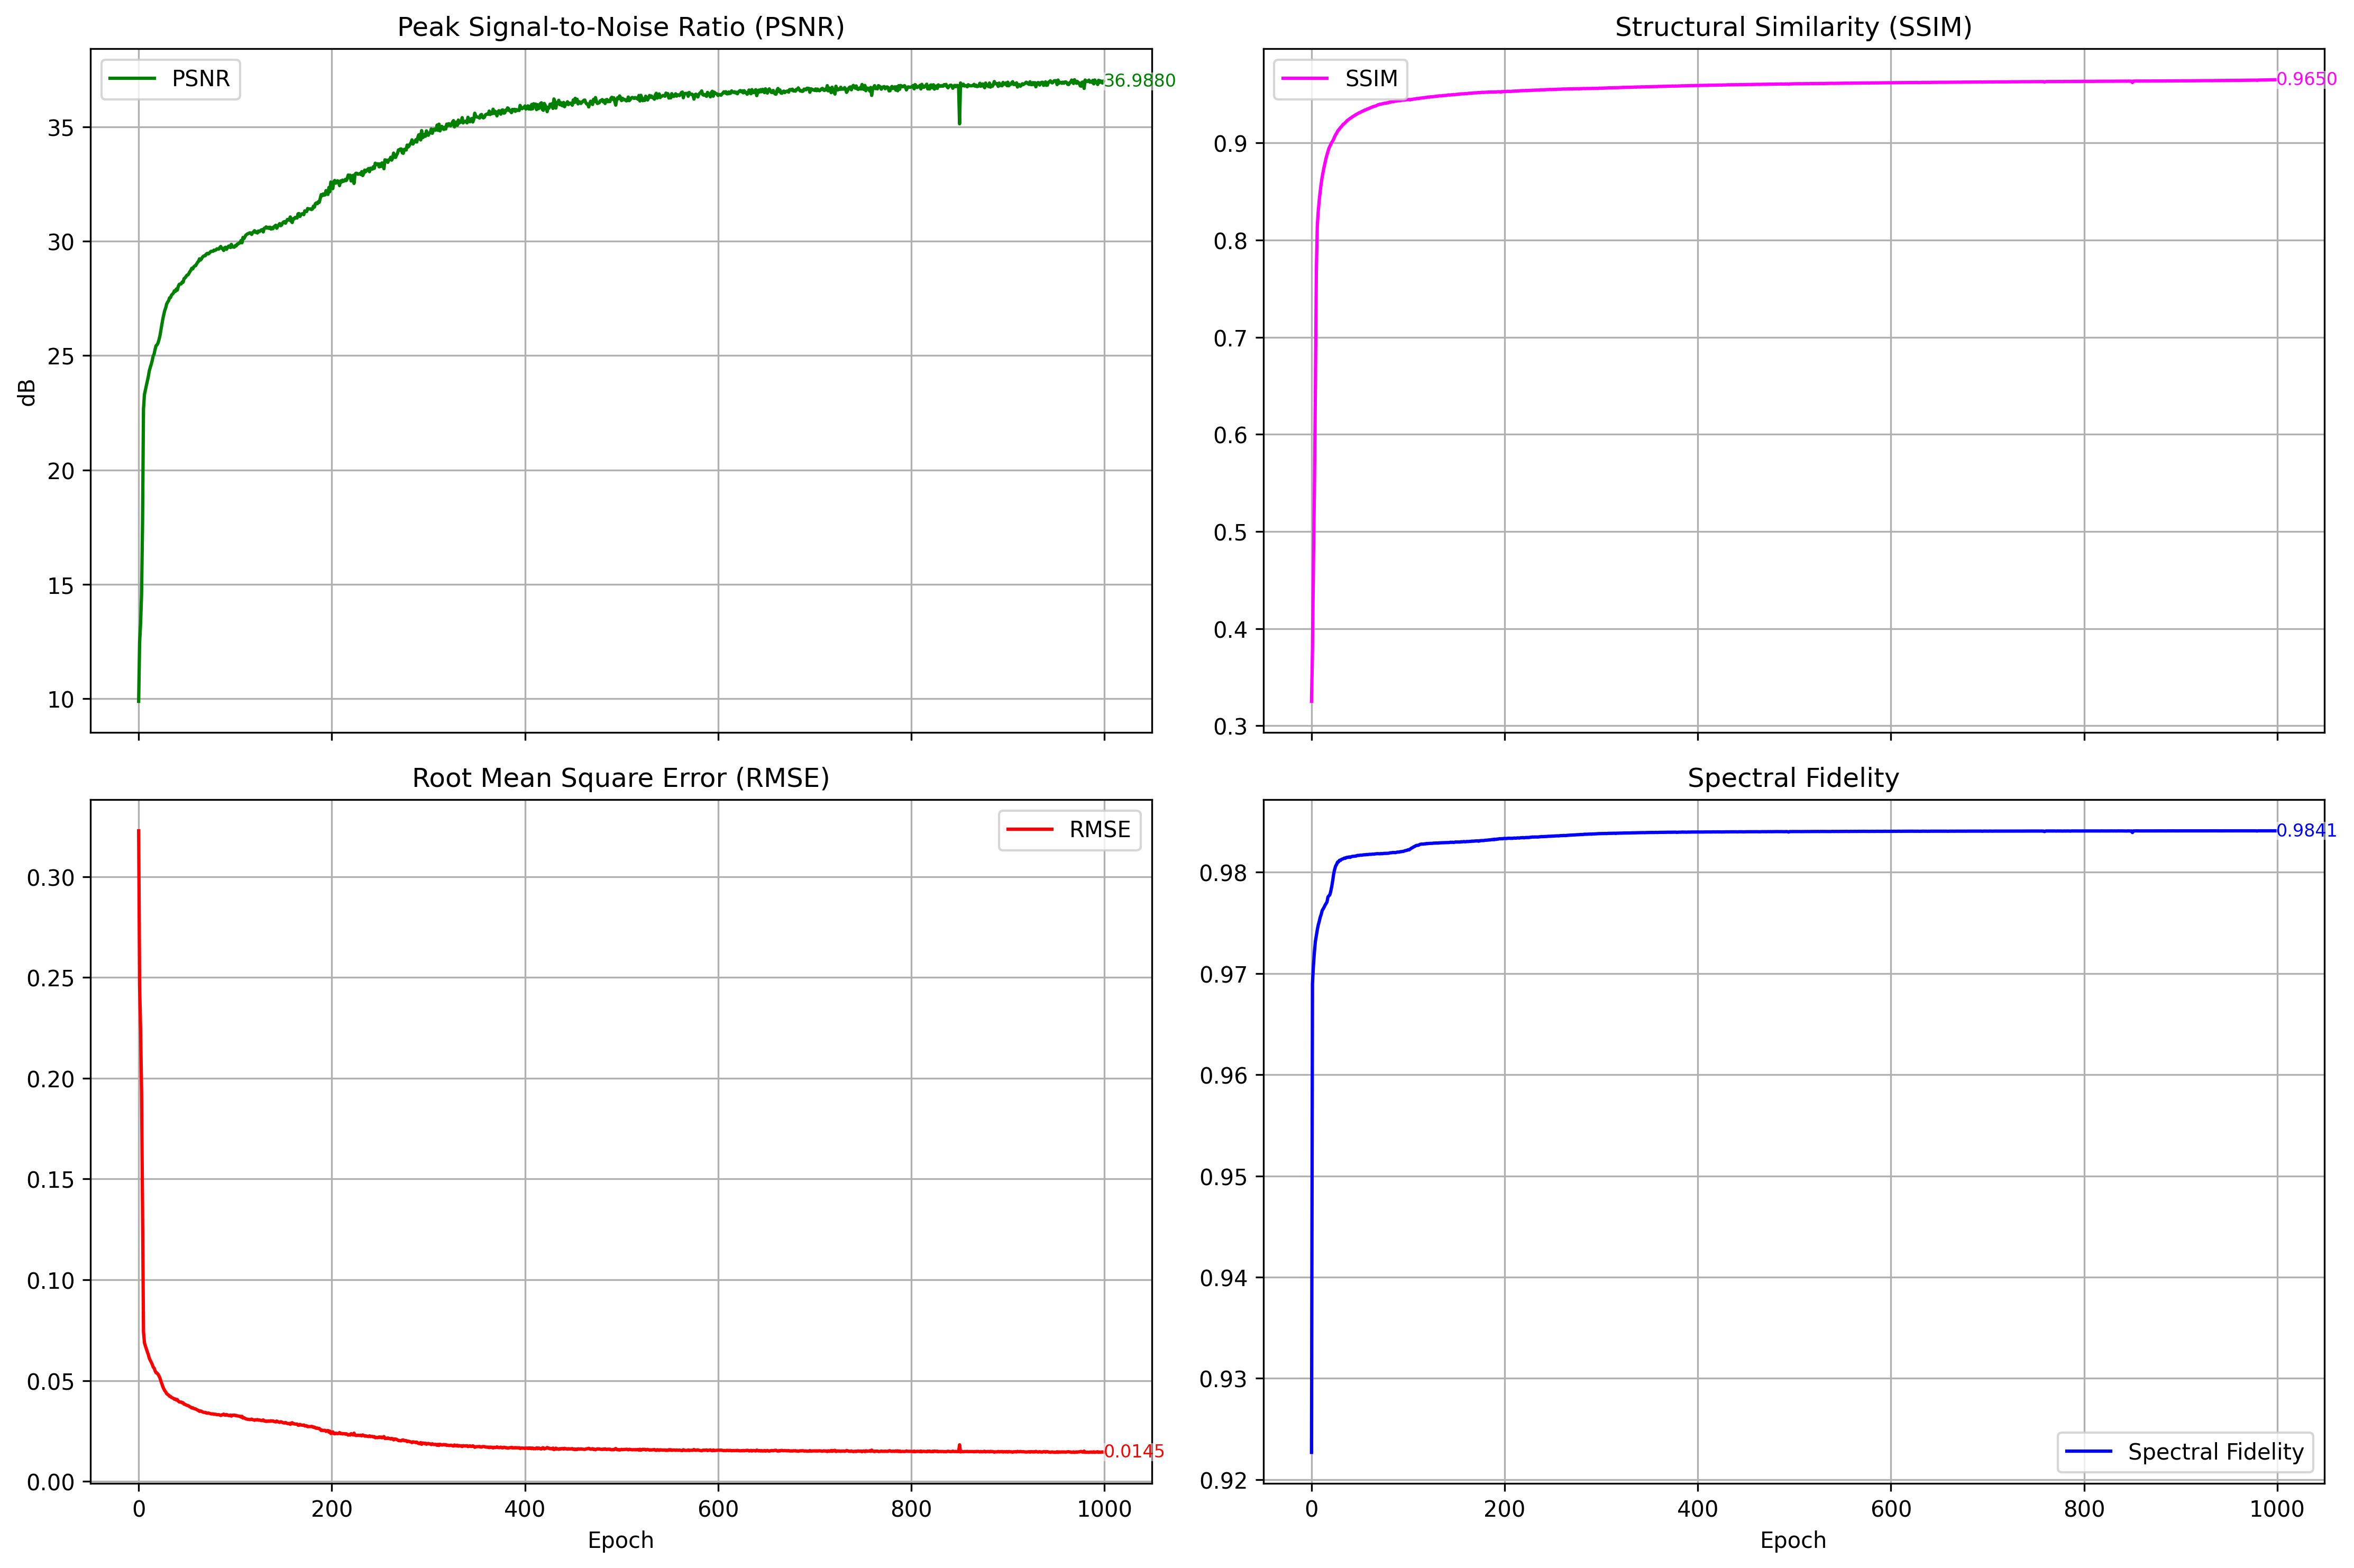 Peak Signal-to-Noise Ratio (PSNR)
PSNR
36.9880
35
30
25
20
15
10
dB
Structural Similarity (SSIM)
SSIM
0.9650
0.9
0.8
0.7
0.6
0.5
0.4
0.3
Root Mean Square Error (RMSE)
RMSE
0.30
0.25
0.20
0.15
0.10
0.05
0.00
0.0145
0 200 400 600 800 1000
Epoch
Spectral Fidelity
0.9841
0.98
0.97
0.96
0.95
0.94
0.93
0.92
Spectral Fidelity
0 200 400 600 800 1000
Epoch